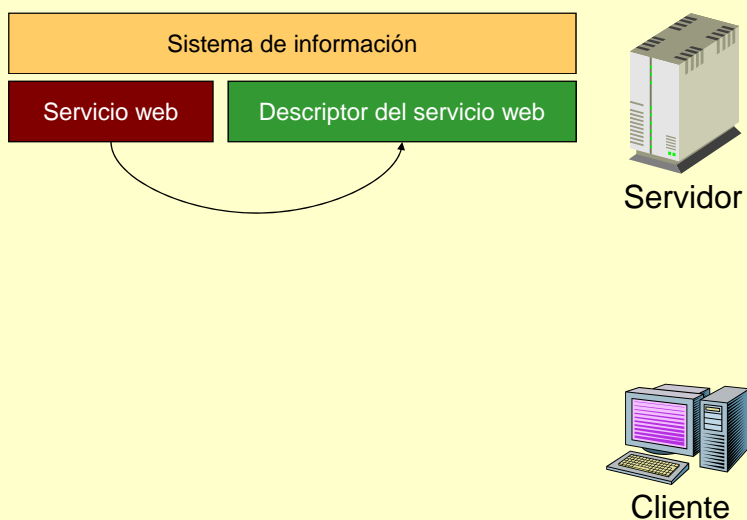 Sistema de información
Servicio web
Descriptor del servicio web
Servidor
Cliente